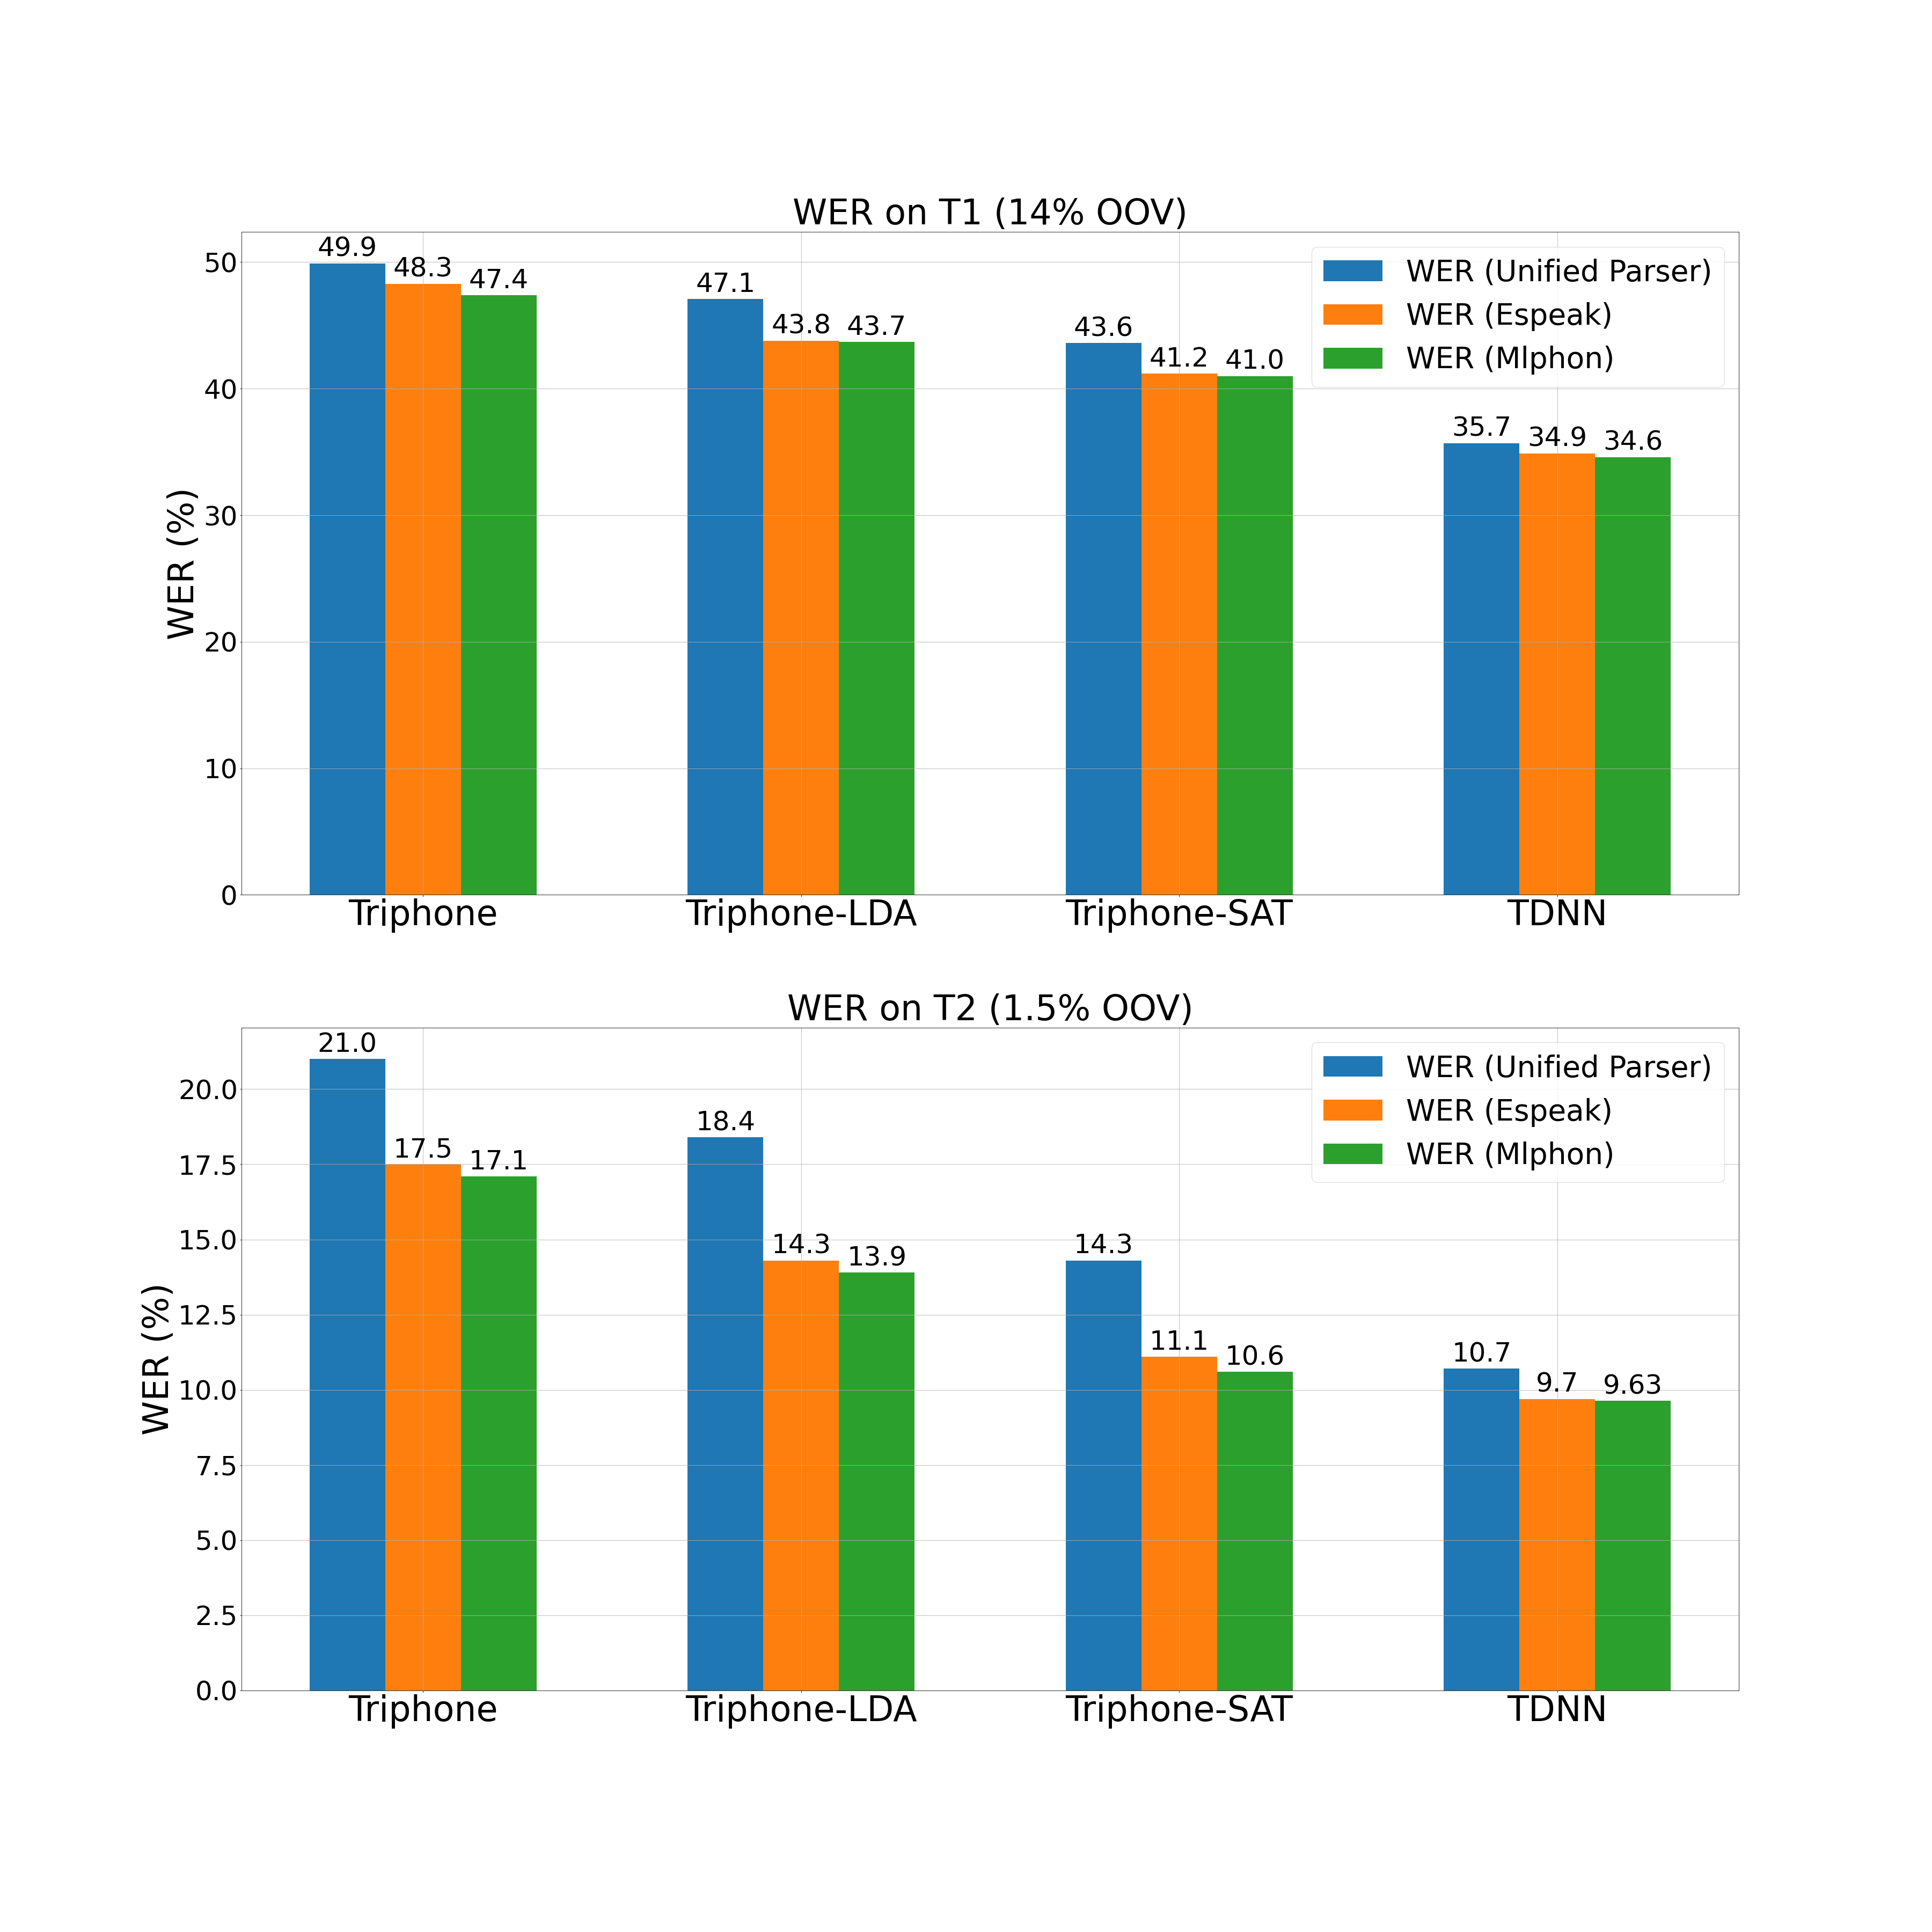 WER on T1 (14% OOV)
WER (%)
50
40
30
20
10
0
49.9
48.3
47.4
47.1
43.8
43.7
43.6
41.2
41.0
35.7
34.9
34.6
WER (Unified Parser)
WER (Espeak)
WER (Mlphon)
Triphone
Triphone-LDA
Triphone-SAT
TDNN
WER on T2 (1.5% OOV)
WER (%)
20.0
17.5
15.0
12.5
10.0
7.5
5.0
2.5
0.0
21.0
17.5
17.1
18.4
14.3
13.9
14.3
11.1
10.6
10.7
9.7
9.63
WER (Unified Parser)
WER (Espeak)
WER (Mlphon)
Triphone
Triphone-LDA
Triphone-SAT
TDNN